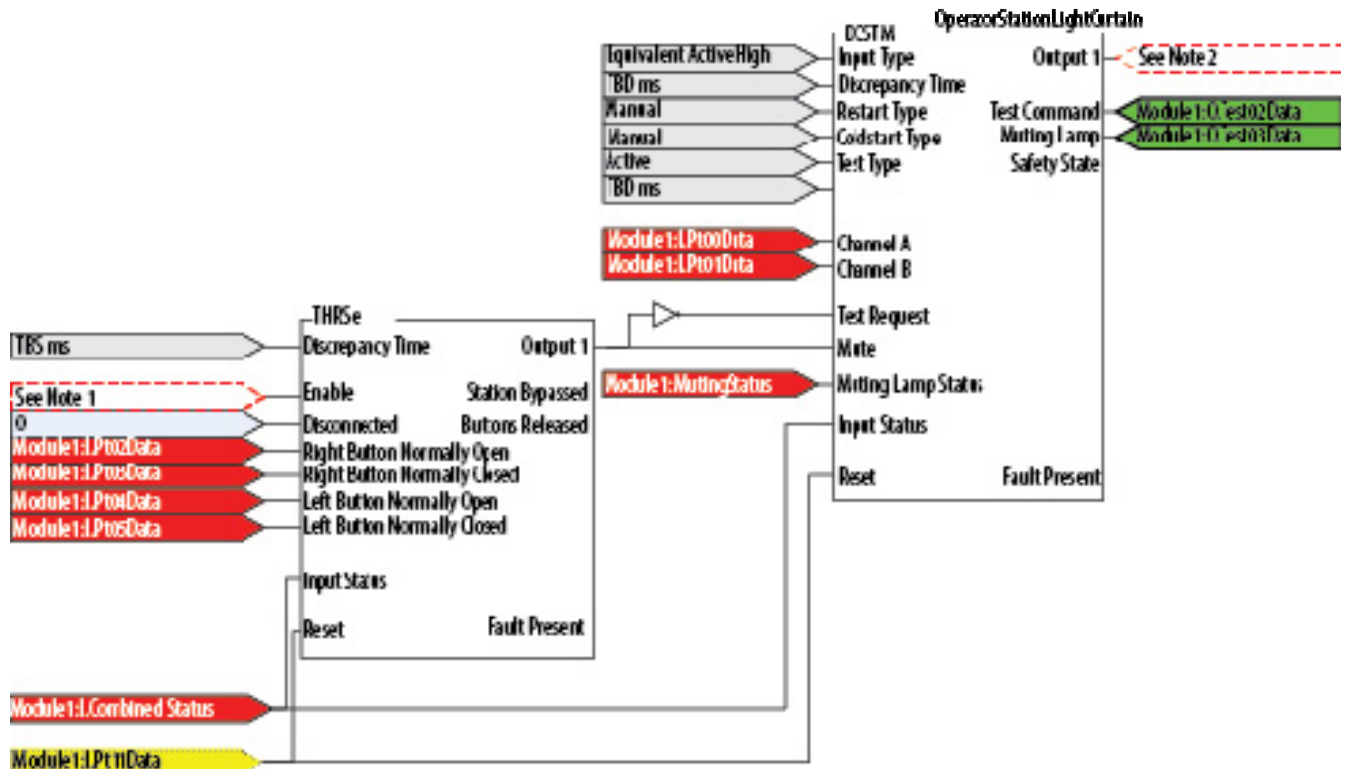 OperatorStationLightCurtain
DCSTM
Equivalent ActiveHigh
Input Type
Output 1
See Note 2
TBD ms
Discrepancy Time
Manual
Restart Type
Test Command
Module1:O.Test02Data
Manual
Coldstart Type
Muting Lamp
Module1:O.Test03Data
Active
Test Type
Safety State
TBD ms
Module1:I.Pt00Data
Channel A
Module1:I.Pt01Data
Channel B
Test Request
Mute
Module1:MutingStatus
Muting Lamp Status
Input Status
Reset
Fault Present
THRSe
TBS ms
Discrepancy Time
Output 1
See Note 1
Enable
Station Bypassed
0
Disconnected
Buttons Released
Module1:I.Pt02Data
Right Button Normally Open
Module1:I.Pt03Data
Right Button Normally Closed
Module1:I.Pt04Data
Left Button Normally Open
Module1:I.Pt05Data
Left Button Normally Closed
Input Status
Reset
Fault Present
Module1:I.Combined Status
Module1:I.Pt11Data